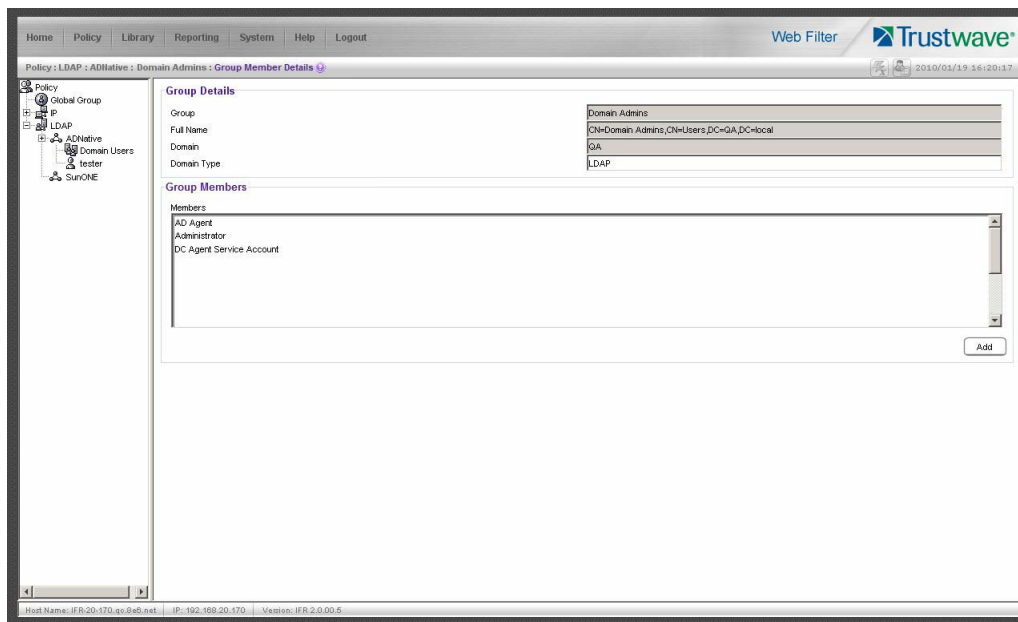 Home Policy Library Reporting System Help Logout
Web Filter
Trustwave®
Policy : LDAP : ADNative : Domain Admins : Group Member Details
2010/01/19 16:20:17
Policy
Global Group
IP
LDAP
ADNative
Domain Users
tester
SunONE
Group Details
Group Domain Admins
Full Name CN=Domain Admins,CN=Users,DC=QA,DC=local
Domain QA
Domain Type LDAP
Group Members
Members
AD Agent
Administrator
DC Agent Service Account
Add
Host Name: IFR-20-170.qc.8e6.net IP: 192.168.20.170 Version: IFR 2.0.00.5